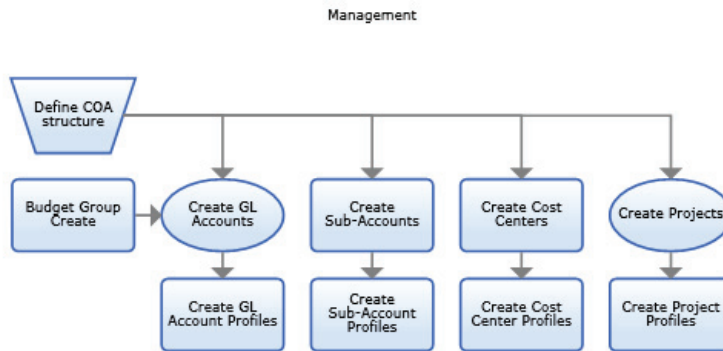 Management
Define COA
structure
Budget Group
Create
Create GL
Accounts
Create
Sub-Accounts
Create Cost
Centers
Create Projects
Create GL
Account Profiles
Create
Sub-Account
Profiles
Create Cost
Center Profiles
Create Project
Profiles